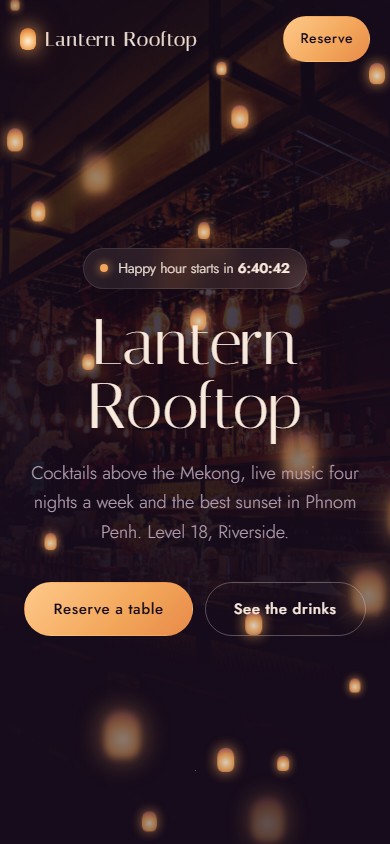 Lantern Rooftop
Reserve
Happy hour starts in 6:40:42
Lantern
Rooftop
Cocktails above the Mekong, live music four
nights a week and the best sunset in Phnom
Penh. Level 18, Riverside.
Reserve a table
See the drinks